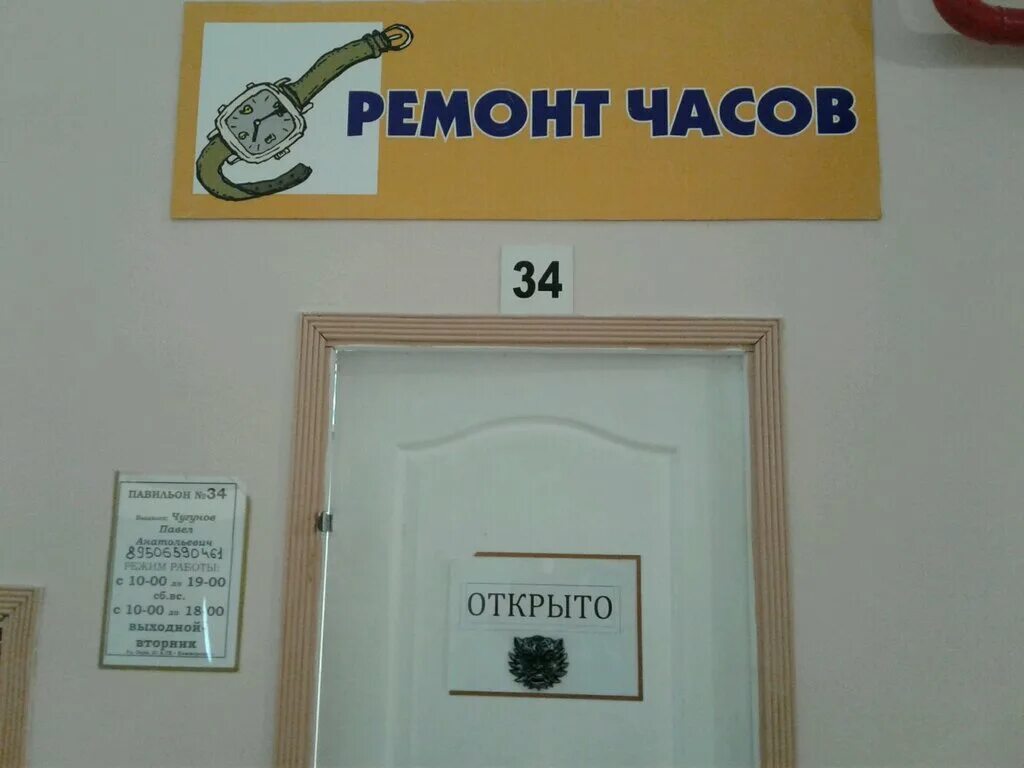 РЕМОНТ ЧАСОВ
34
ПАВИЛЬОН №34
Чугунов
Павел
Анатольевич
89506590461
РЕЖИМ РАБОТЫ:
с 10-00 до 19-00
сб.вс.
с 10-00 до 18-00
ВЫХОДНОЙ-
ВТОРНИК
ОТКРЫТО